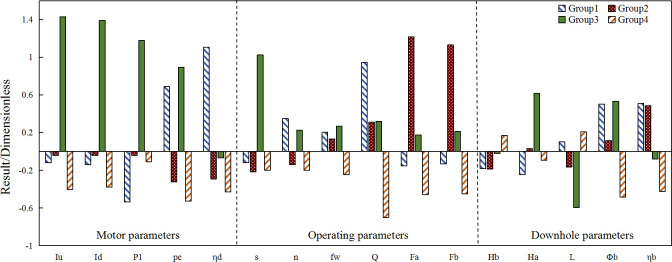 Result/Dimensionless
1.4
1
0.6
0.2
-0.2
-0.6
-1
Group1 Group2
Group3 Group4
Motor parameters Operating parameters Downhole parameters
Iu Id P1 pe ηd s n fw Q Fa Fb Hb Ha L Φb ηb